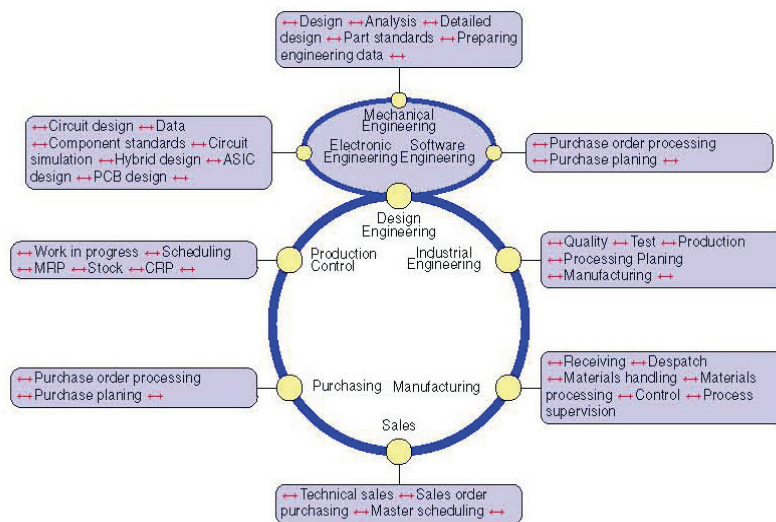 ↔Design ↔Analysis ↔Detailed
design ↔Part standards ↔Preparing
engineering data ↔
Mechanical
Engineering
↔Circuit design ↔Data
↔Component standards ↔Circuit
simulation ↔Hybrid design ↔ASIC
design ↔PCB design ↔
Electronic
Engineering
Software
Engineering
↔Purchase order processing
↔Purchase planing ↔
Design
Engineering
↔Work in progress ↔Scheduling
↔MRP ↔Stock ↔CRP ↔
Production
Control
Industrial
Engineering
↔Quality ↔Test ↔Production
↔Processing Planing
↔Manufacturing ↔
↔Purchase order processing
↔Purchase planing ↔
Purchasing
Manufacturing
↔Receiving ↔Despatch
↔Materials handling ↔Materials
processing ↔Control ↔Process
supervision
Sales
↔Technical sales ↔Sales order
purchasing ↔Master scheduling ↔